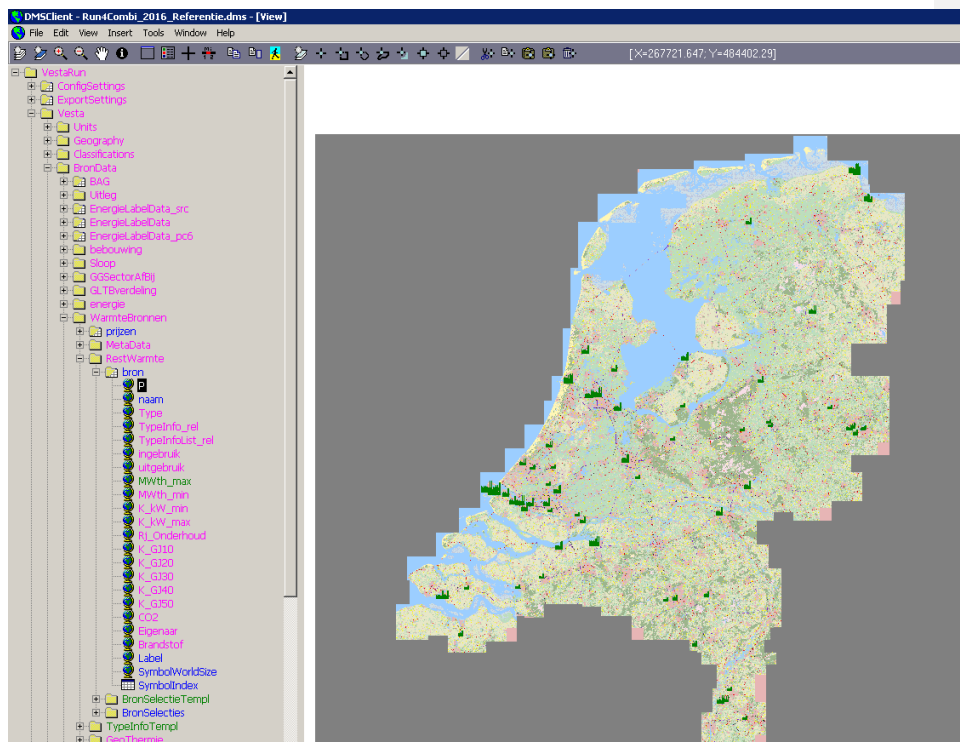 DMSClient - Run4Combi_2016_Referentie.dms - [View]
File Edit View Insert Tools Window Help
[X=267721.647; Y=484402.29]
VestaRun
ConfigSettings
ExportSettings
Vesta
Units
Geography
Classifications
BronData
BAG
Uitleg
EnergieLabelData_src
EnergieLabelData
EnergieLabelData_pc6
bebouwing
Sloop
GGSectorAfBij
GLTBverdeling
energie
WarmteBronnen
prijzen
MetaData
RestWarmte
bron
P
naam
Type
TypeInfo_rel
TypeInfoList_rel
ingebruik
uitgebruik
MWth_max
MWth_min
K_kW_min
K_kW_max
Rj_Onderhoud
K_GJ10
K_GJ20
K_GJ30
K_GJ40
K_GJ50
CO2
Eigenaar
Brandstof
Label
SymbolWorldSize
SymbolIndex
BronSelectieTempl
BronSelecties
TypeInfoTempl
GeoThermie